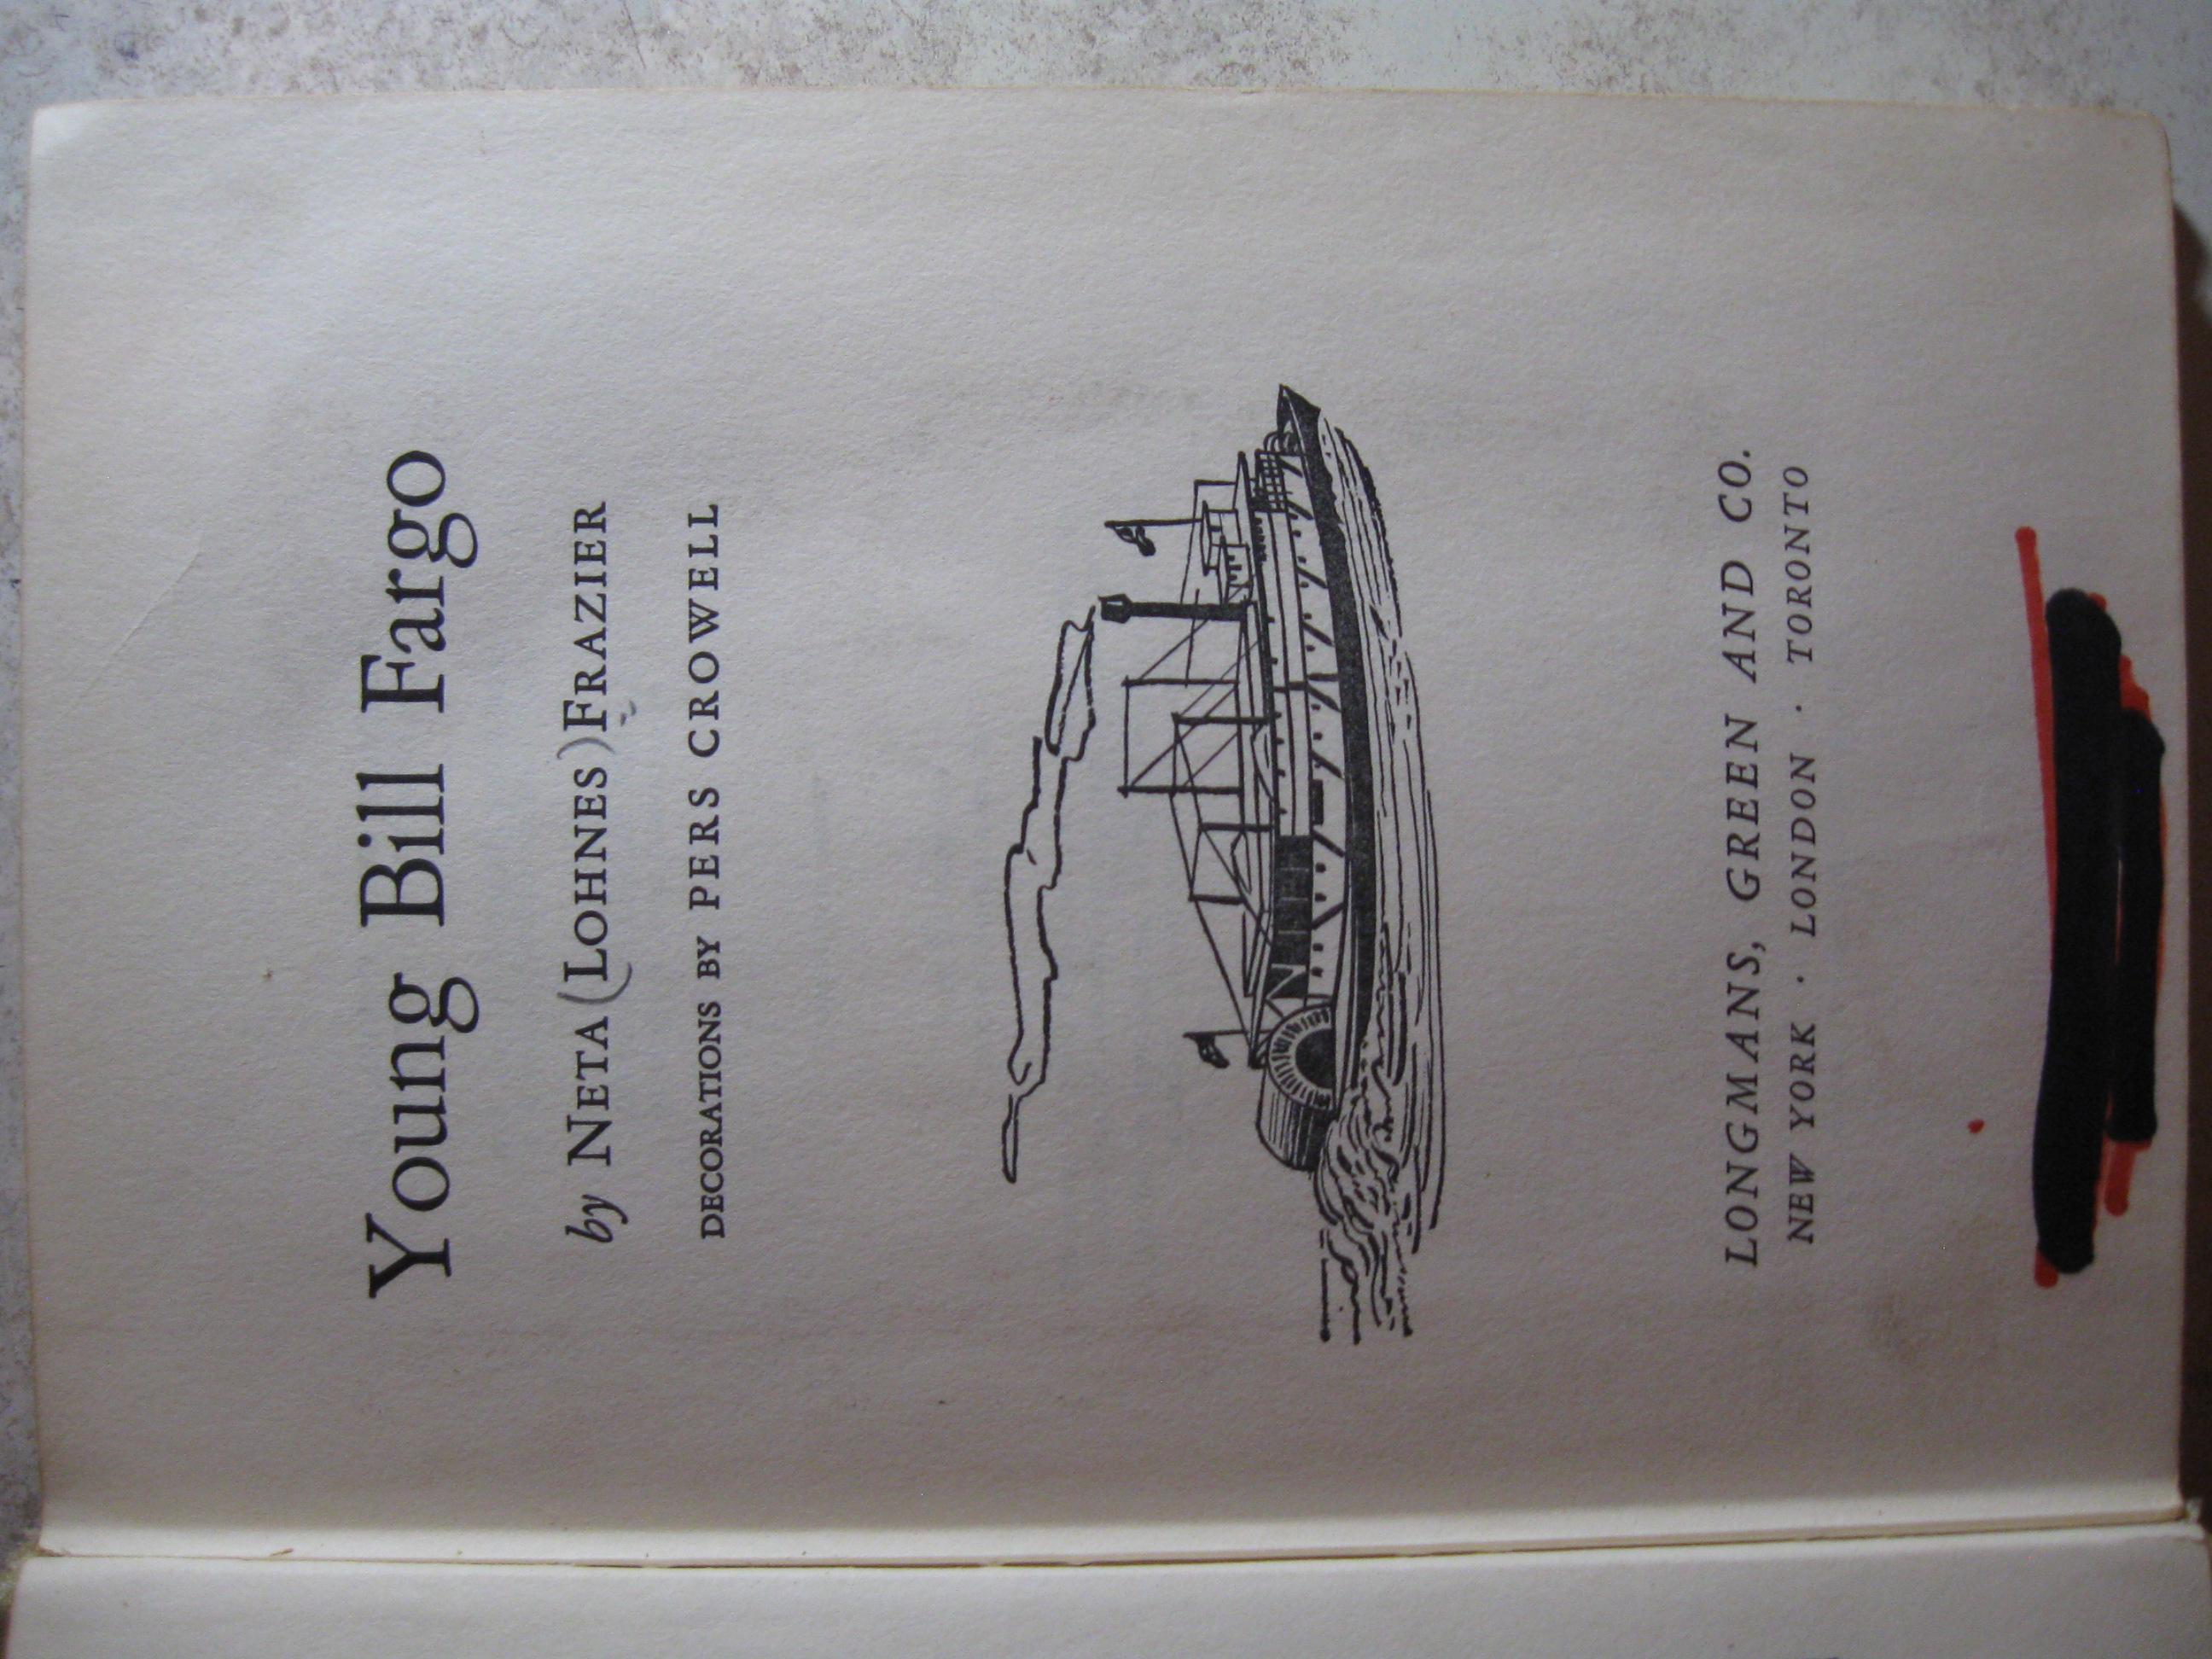 Young Bill Fargo
by NETA (LOHNES) FRAZIER
DECORATIONS BY PERS CROWELL
LONGMANS, GREEN AND CO.
NEW YORK · LONDON · TORONTO